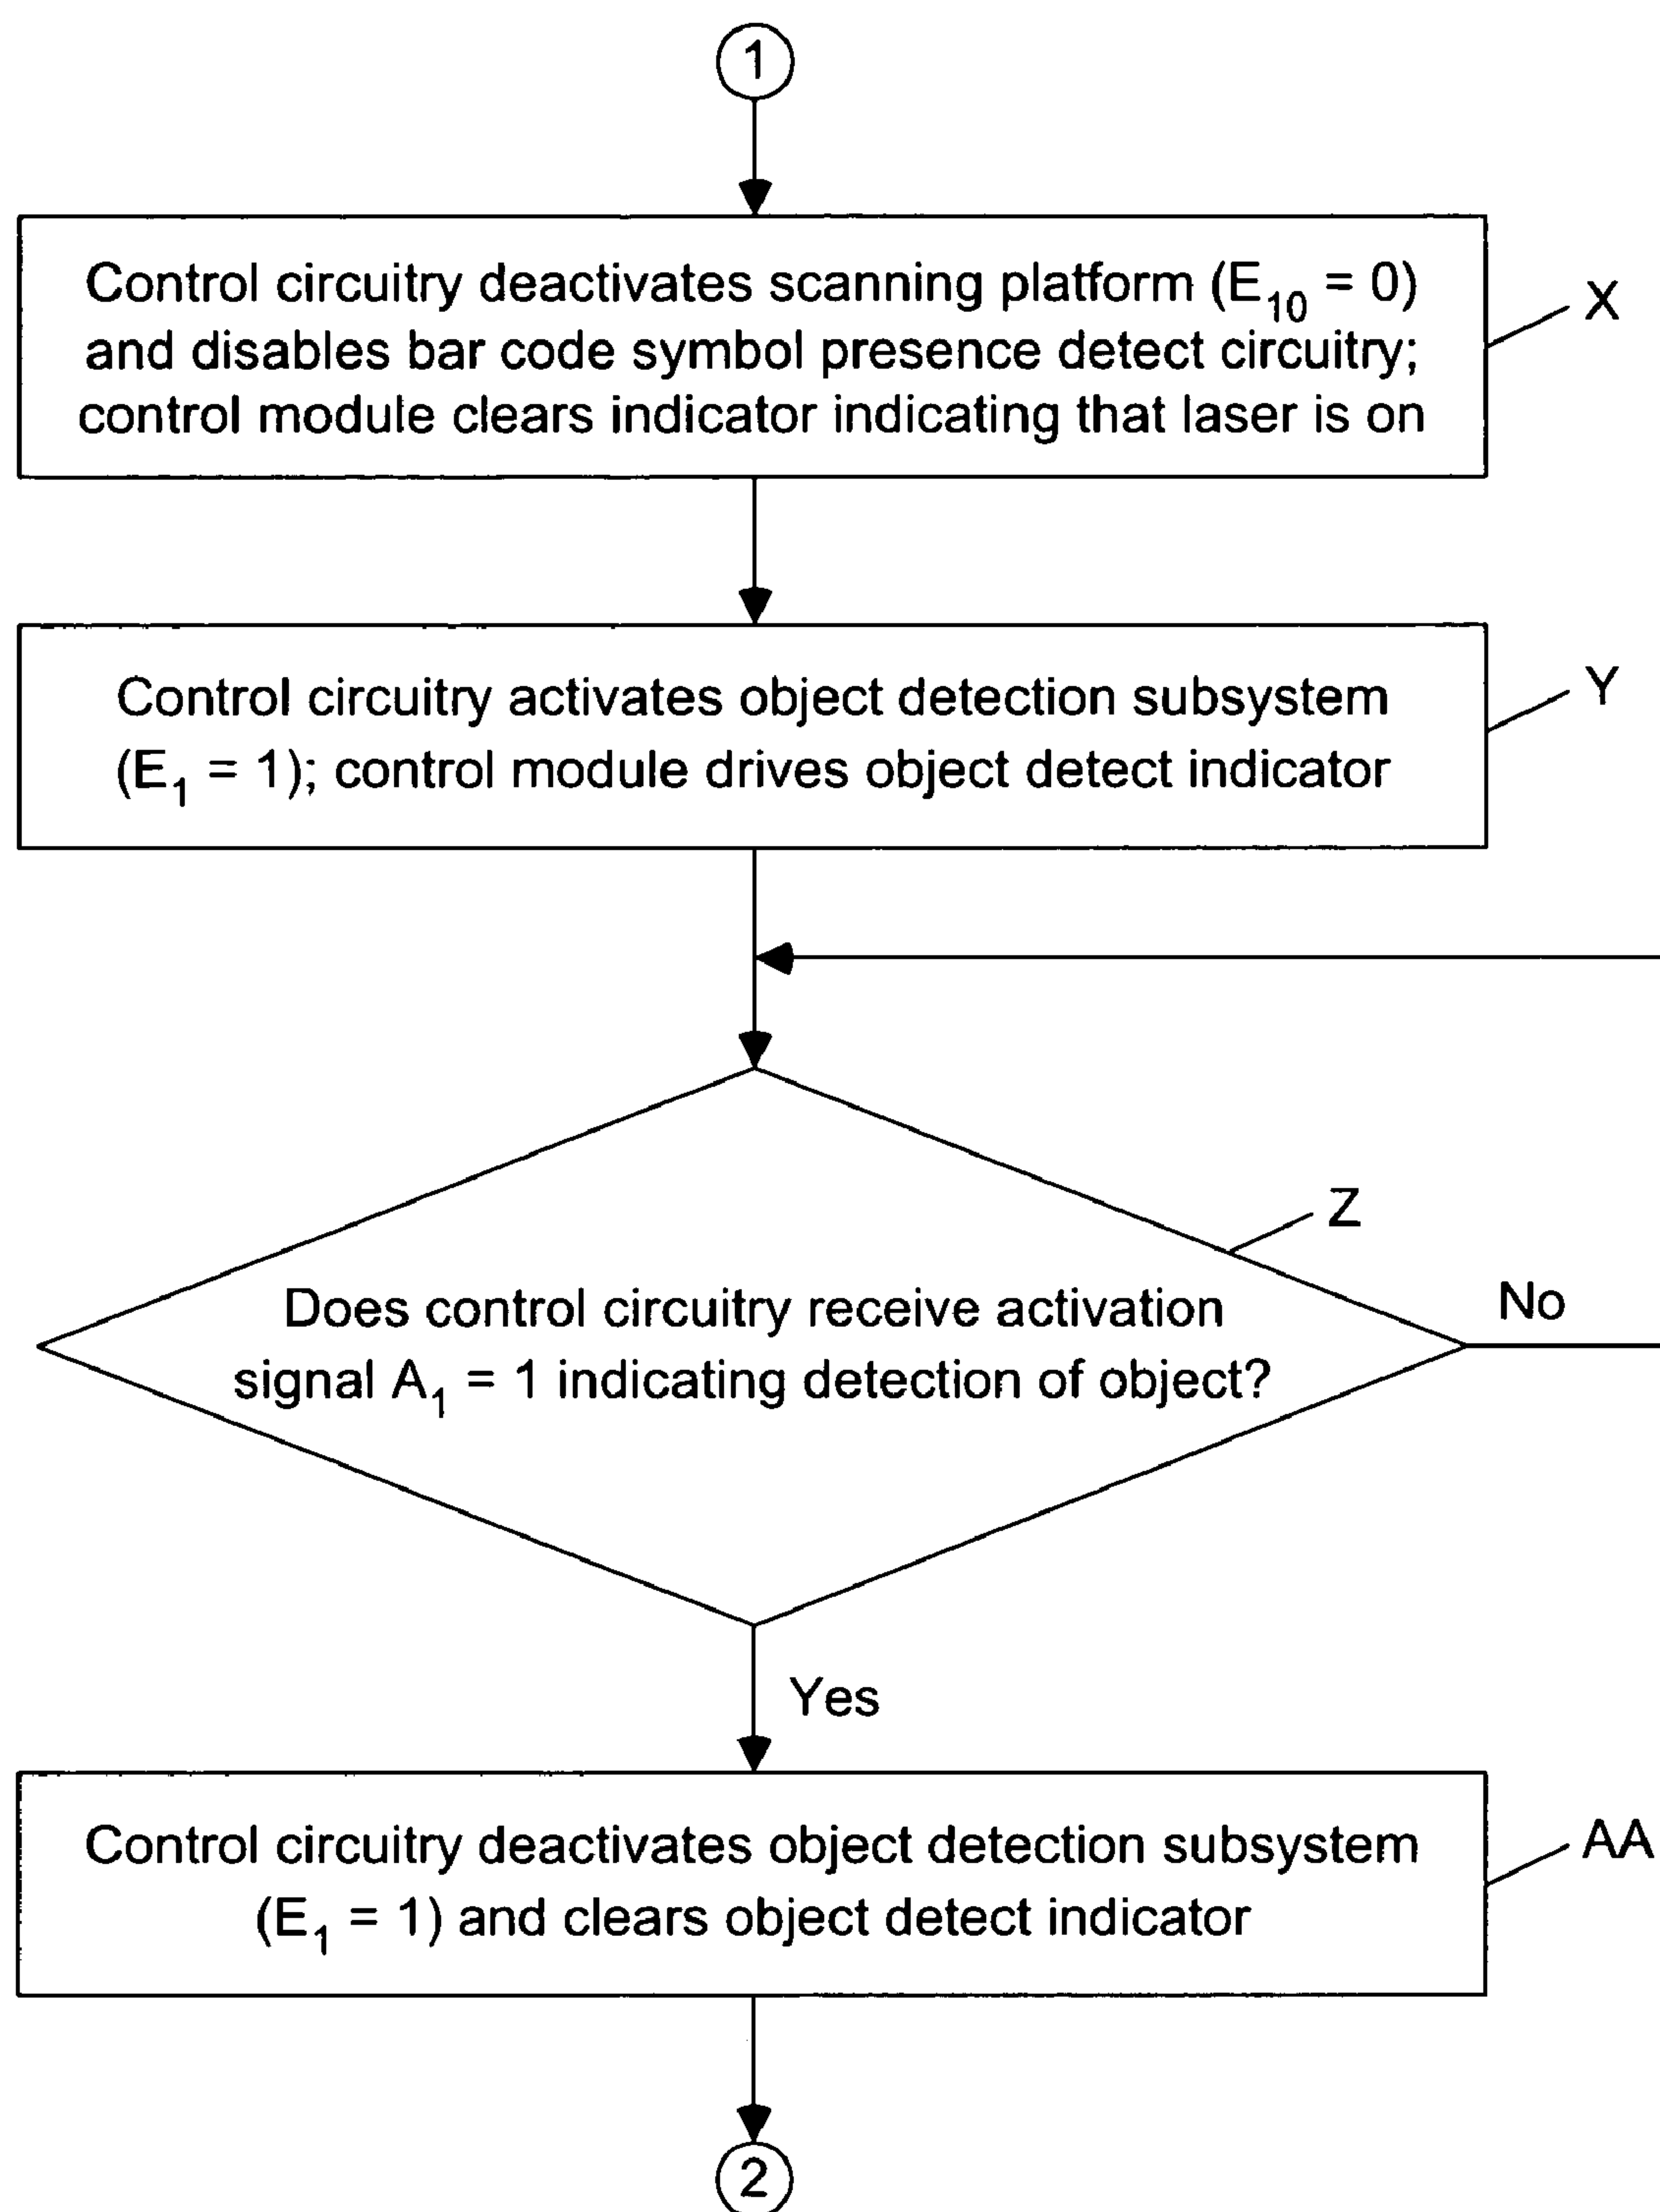 1
Control circuitry deactivates scanning platform (E₁₀ = 0)
and disables bar code symbol presence detect circuitry;
control module clears indicator indicating that laser is on
X
Control circuitry activates object detection subsystem
(E₁ = 1); control module drives object detect indicator
Y
Z
Does control circuitry receive activation
signal A₁ = 1 indicating detection of object?
No
Yes
Control circuitry deactivates object detection subsystem
(E₁ = 1) and clears object detect indicator
AA
2